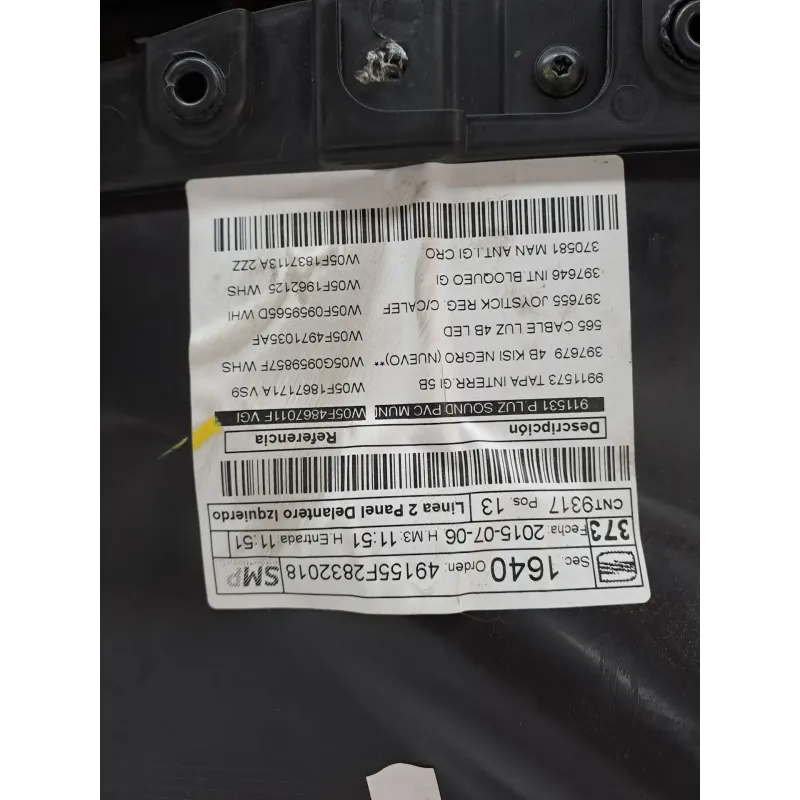 Sec: 1640 Orden: 49155F2832018 SMP
373 Fecha: 2015-07-06 H.M3: 11:51 H.Entrada: 11:51
CNT9317 Pos. 13 Linea 2 Panel Delantero Izquierdo
Descripción Referencia
911531 P.LUZ SOUND PVC MUNI W05F4867011F VGI
9911573 TAPA INTERR.GI 5B W05F1867171A VS9
397679 4B KISI NEGRO (NUEVO)**) W05G0959857F WHS
565 CABLE LUZ 4B LED W05F4971035AF
397655 JOYSTICK REG. C/CALEF W05F0959565D WHI
397646 INT.BLOQUEO GI W05F1962125 WHS
370581 MAN ANT.I.GI CRO W05F1837113A 2ZZ